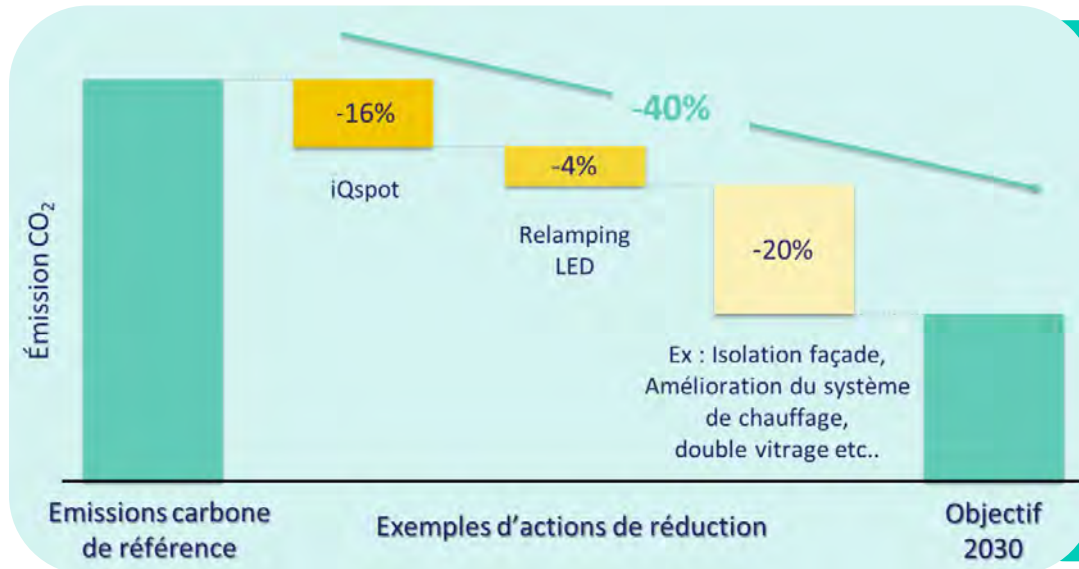 Émission CO₂
-16%
iQspot
-4%
Relamping
LED
-40%
-20%
Ex : Isolation façade,
Amélioration du système
de chauffage,
double vitrage etc..
Emissions carbone
de référence
Exemples d'actions de réduction
Objectif
2030